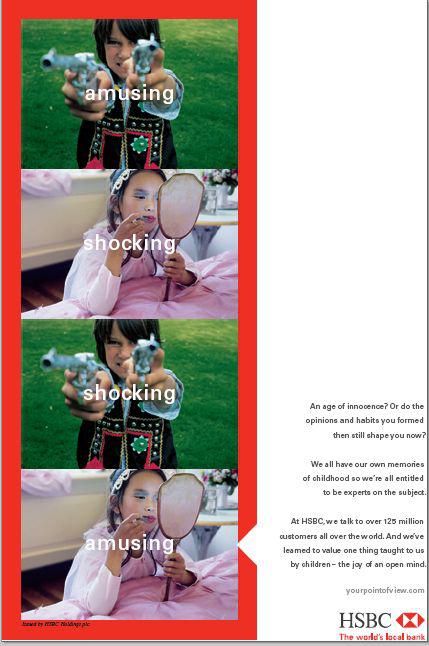 amusing
shocking
shocking
amusing
Issued by HSBC Holdings plc
An age of innocence? Or do the
opinions and habits you formed
then still shape you now?
We all have our own memories
of childhood so we're all entitled
to be experts on the subject.
At HSBC, we talk to over 125 million
customers all over the world. And we've
learned to value one thing taught to us
by children – the joy of an open mind.
yourpointofview.com
HSBC
The world's local bank